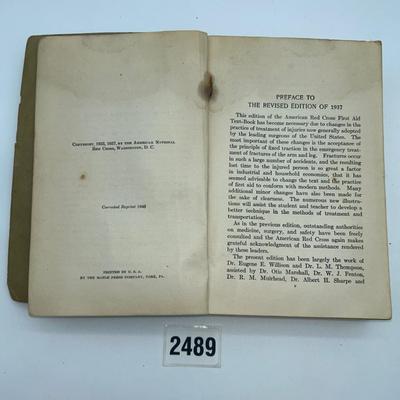 COPYRIGHT, 1933, 1937, BY THE AMERICAN NATIONAL
RED CROSS, WASHINGTON, D. C.
Corrected Reprint 1940
PRINTED IN U. S. A.
BY THE MAPLE PRESS COMPANY, YORK, PA.
PREFACE TO
THE REVISED EDITION OF 1937
This edition of the American Red Cross First Aid
Text-Book has become necessary due to changes in the
practice of treatment of injuries now generally adopted
by the leading surgeons of the United States. The
most important of these changes is the acceptance of
the principle of fixed traction in the emergency treat-
ment of fractures of the arm and leg. Fractures occur
in such a large number of accidents, and the resultant
lost time to the injured person is so great a factor
in industrial and household economics, that it has
seemed advisable to change the text and the practice
of first aid to conform with modern methods. Many
additional minor changes have also been made for
the sake of clearness. The numerous new illus-
trations will assist the student and teacher to develop a
better technique in the methods of treatment and
transportation.
As in the previous edition, outstanding authorities
on medicine, surgery, and safety have been freely
consulted and the American Red Cross again makes
grateful acknowledgment of the assistance rendered
by these leaders.
The present edition has been largely the work of
Dr. Eugene E. Willison and Dr. L. M. Thompson,
assisted by Dr. Otis Marshall, Dr. W. J. Fenton,
Dr. R. M. Muirhead, Dr. Albert H. Sharpe and
v
2489